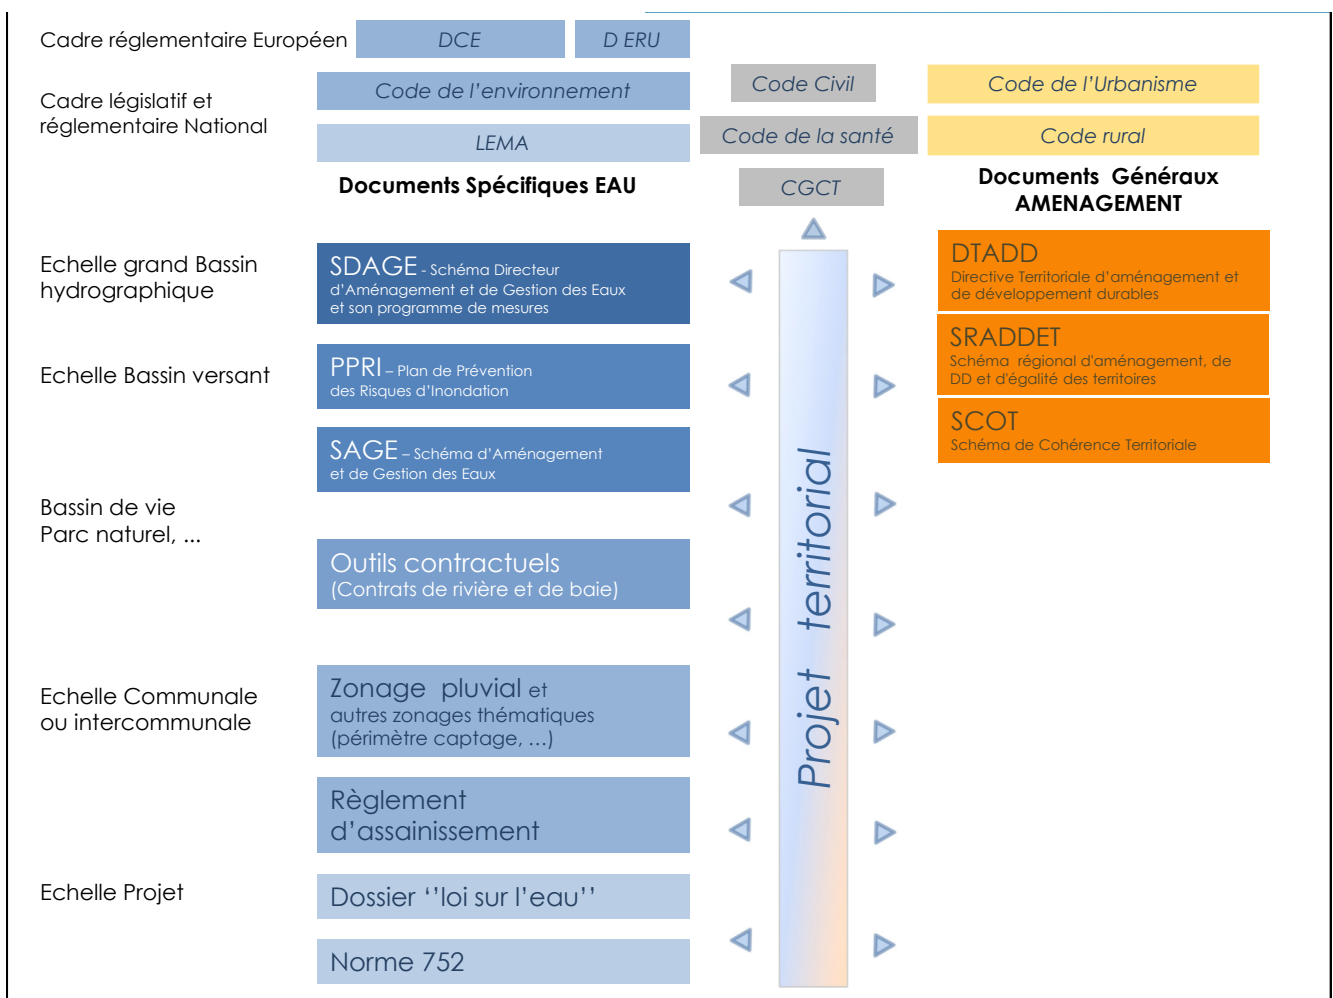 Cadre réglementaire Européen
DCE
D ERU
Cadre législatif et
réglementaire National
Code de l'environnement
LEMA
Code Civil
Code de la santé
CGCT
Code de l'Urbanisme
Code rural
Documents Spécifiques EAU
Documents Généraux
AMENAGEMENT
Echelle grand Bassin
hydrographique
SDAGE - Schéma Directeur
d'Aménagement et de Gestion des Eaux
et son programme de mesures
DTADD
Directive Territoriale d'aménagement et
de développement durables
SRADDET
Schéma régional d'aménagement, de
DD et d'égalité des territoires
SCOT
Schéma de Cohérence Territoriale
Echelle Bassin versant
PPRI – Plan de Prévention
des Risques d'Inondation
SAGE – Schéma d'Aménagement
et de Gestion des Eaux
Bassin de vie
Parc naturel, ...
Outils contractuels
(Contrats de rivière et de baie)
Projet territorial
Echelle Communale
ou intercommunale
Zonage pluvial et
autres zonages thématiques
(périmètre captage, …)
Règlement
d'assainissement
Echelle Projet
Dossier ‘‘loi sur l'eau’’
Norme 752